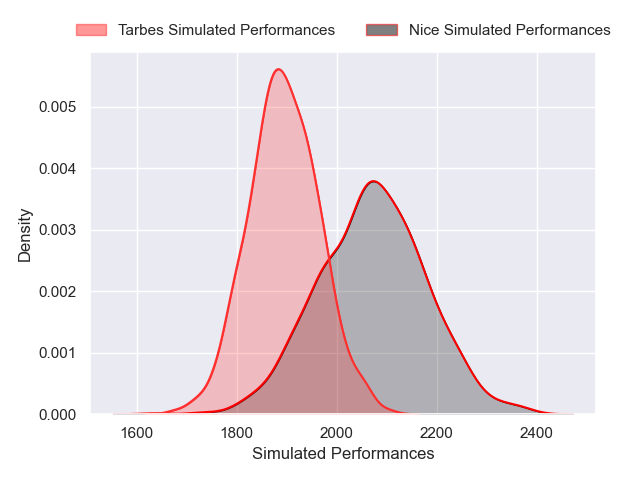 Tarbes Simulated Performances Nice Simulated Performances
0.005
0.004
0.003
0.002
0.001
0.000
Density
1600 1800 2000 2200 2400
Simulated Performances